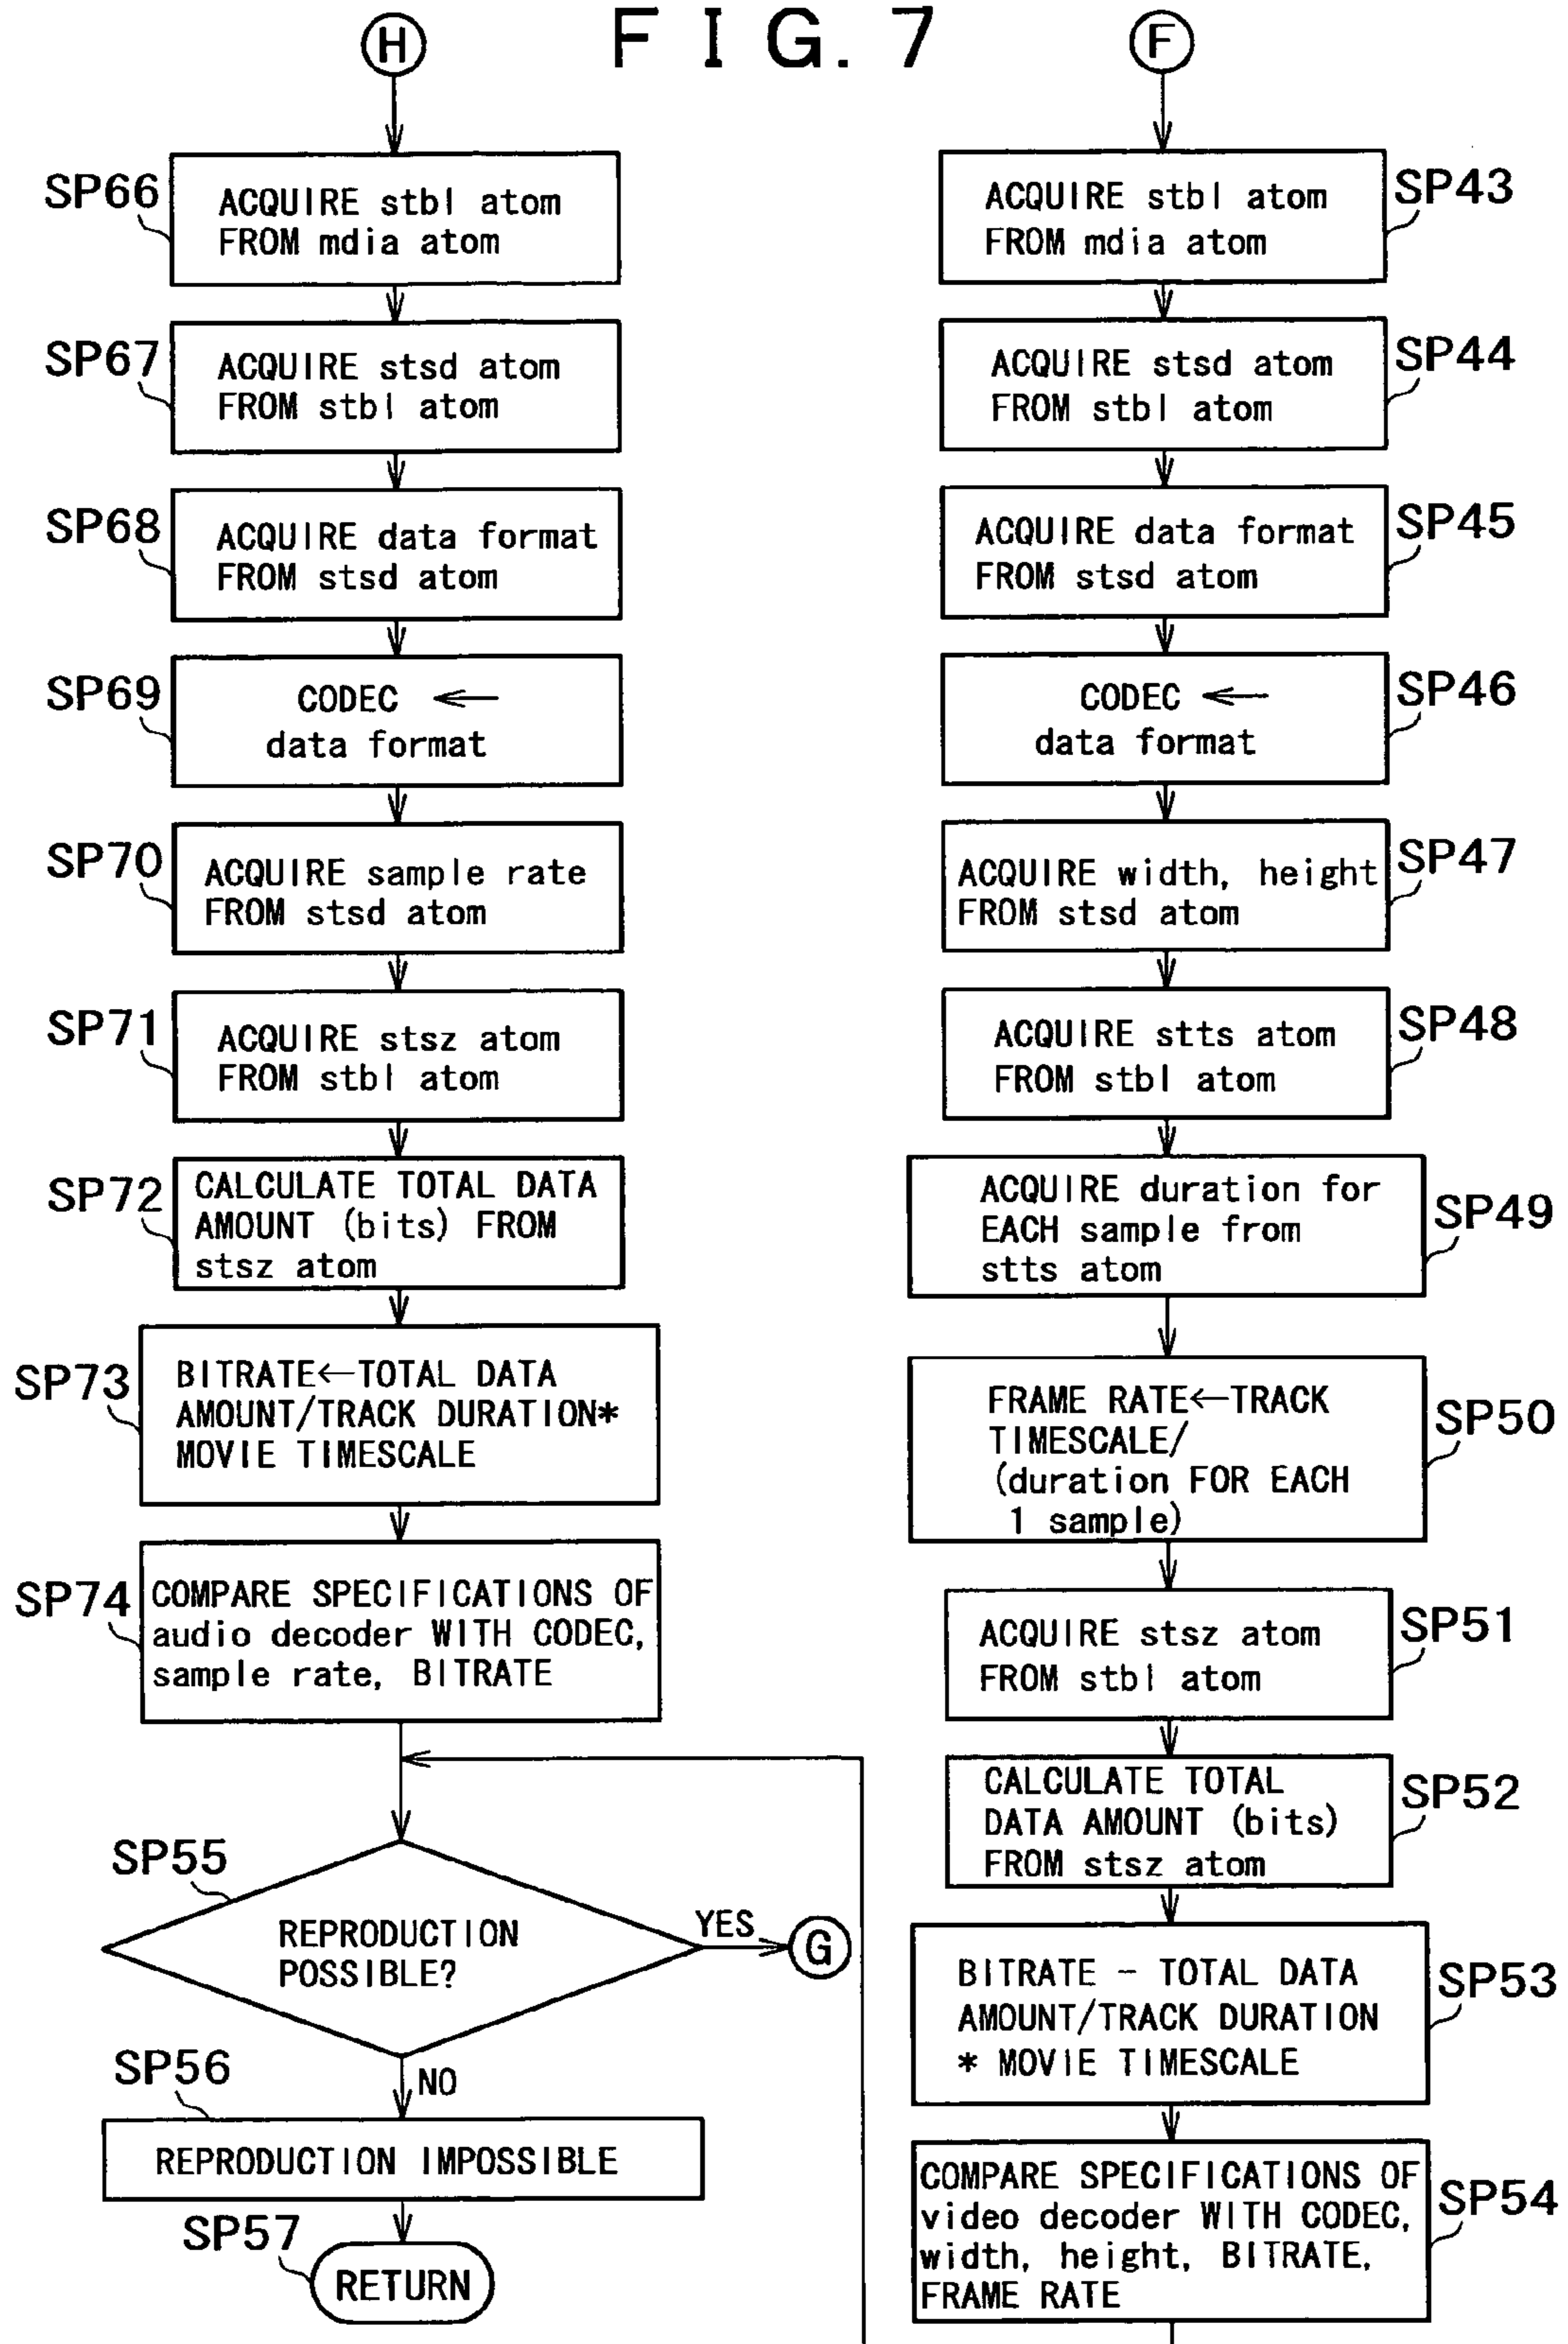 FIG. 7
H
SP66
ACQUIRE stbl atom
FROM mdia atom
SP67
ACQUIRE stsd atom
FROM stbl atom
SP68
ACQUIRE data format
FROM stsd atom
SP69
CODEC ←
data format
SP70
ACQUIRE sample rate
FROM stsd atom
SP71
ACQUIRE stsz atom
FROM stbl atom
SP72
CALCULATE TOTAL DATA
AMOUNT (bits) FROM
stsz atom
SP73
BITRATE←TOTAL DATA
AMOUNT/TRACK DURATION*
MOVIE TIMESCALE
SP74
COMPARE SPECIFICATIONS OF
audio decoder WITH CODEC,
sample rate, BITRATE
SP55
REPRODUCTION
POSSIBLE?
YES
G
NO
SP56
REPRODUCTION IMPOSSIBLE
SP57
RETURN
F
SP43
ACQUIRE stbl atom
FROM mdia atom
SP44
ACQUIRE stsd atom
FROM stbl atom
SP45
ACQUIRE data format
FROM stsd atom
SP46
CODEC ←
data format
SP47
ACQUIRE width, height
FROM stsd atom
SP48
ACQUIRE stts atom
FROM stbl atom
SP49
ACQUIRE duration for
EACH sample from
stts atom
SP50
FRAME RATE←TRACK
TIMESCALE/
(duration FOR EACH
1 sample)
SP51
ACQUIRE stsz atom
FROM stbl atom
SP52
CALCULATE TOTAL
DATA AMOUNT (bits)
FROM stsz atom
SP53
BITRATE - TOTAL DATA
AMOUNT/TRACK DURATION
* MOVIE TIMESCALE
SP54
COMPARE SPECIFICATIONS OF
video decoder WITH CODEC,
width, height, BITRATE,
FRAME RATE